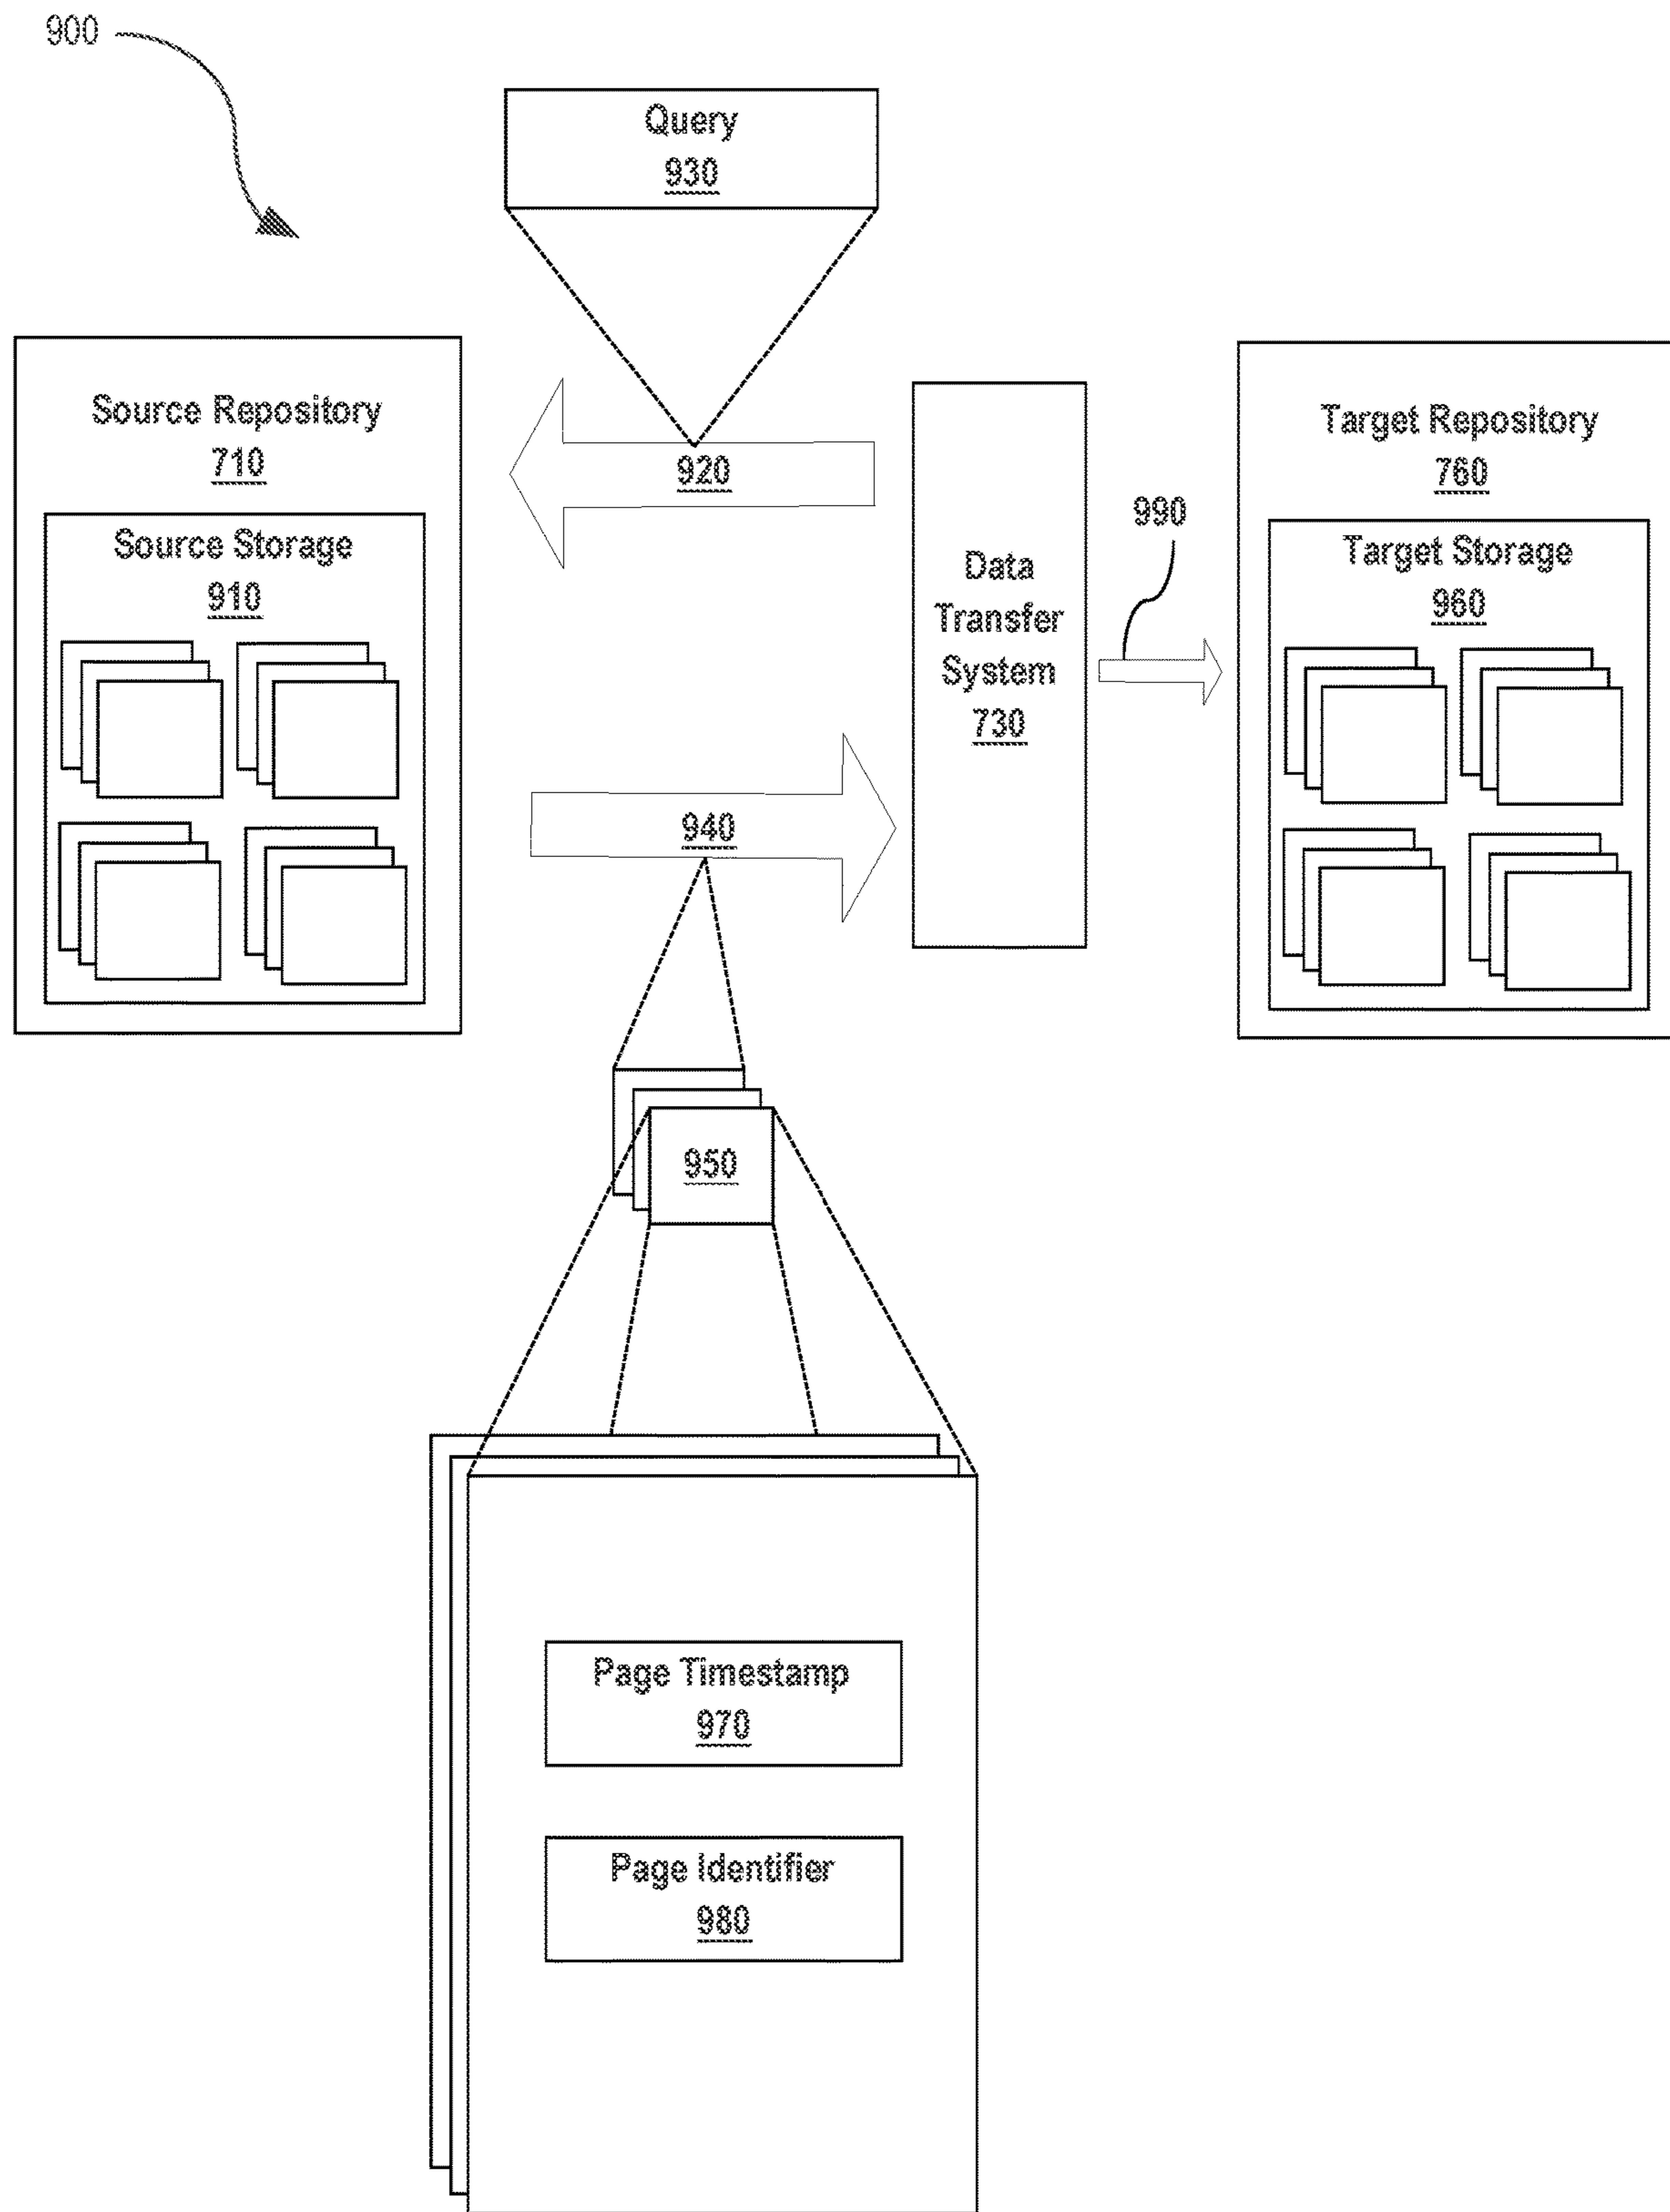 900
Query
930
Source Repository
710
Source Storage
910
920
Data
Transfer
System
730
990
Target Repository
760
Target Storage
960
940
950
Page Timestamp
970
Page Identifier
980